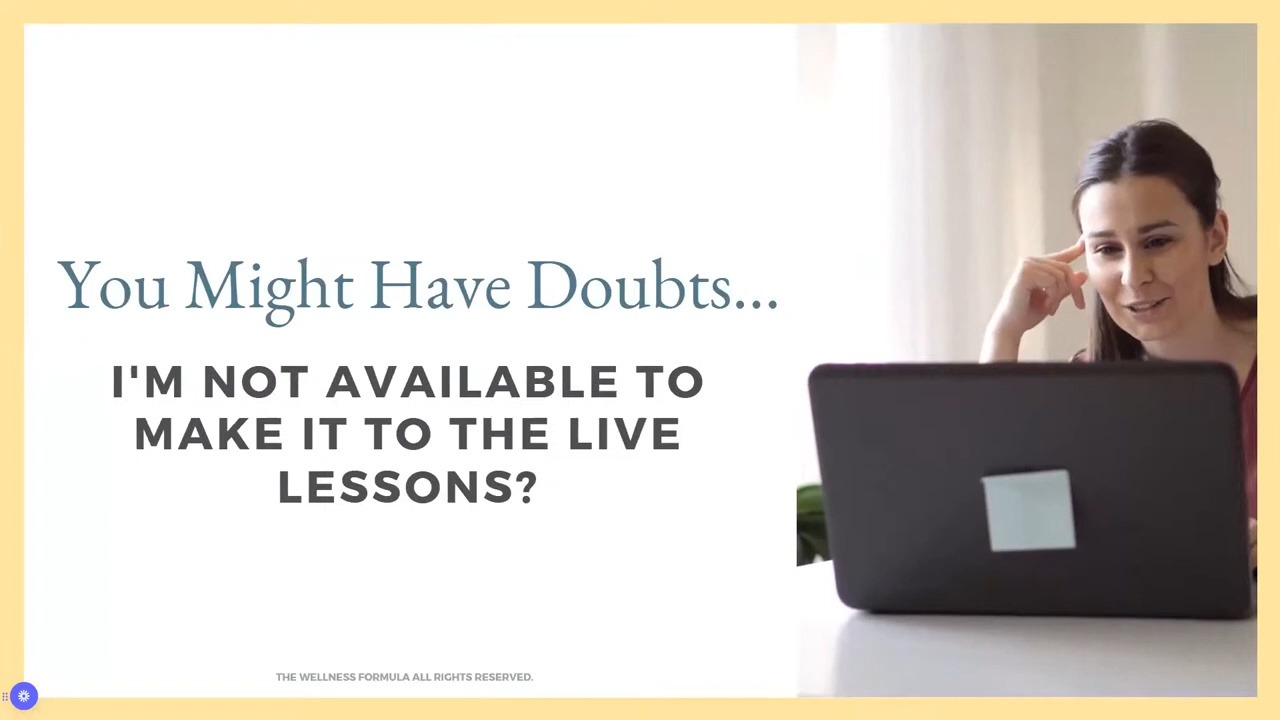 You Might Have Doubts...
I'M NOT AVAILABLE TO
MAKE IT TO THE LIVE
LESSONS?
THE WELLNESS FORMULA ALL RIGHTS RESERVED.